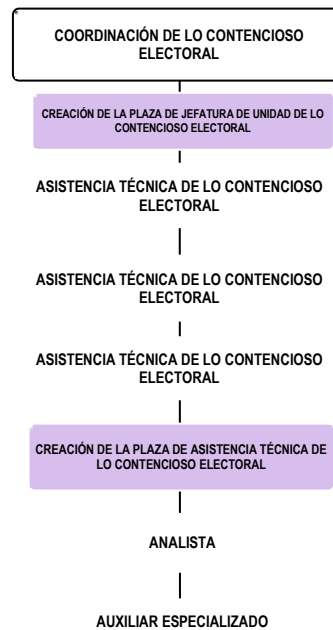 COORDINACIÓN DE LO CONTENCIOSO
ELECTORAL
CREACIÓN DE LA PLAZA DE JEFATURA DE UNIDAD DE LO
CONTENCIOSO ELECTORAL
ASISTENCIA TÉCNICA DE LO CONTENCIOSO
ELECTORAL
ASISTENCIA TÉCNICA DE LO CONTENCIOSO
ELECTORAL
ASISTENCIA TÉCNICA DE LO CONTENCIOSO
ELECTORAL
CREACIÓN DE LA PLAZA DE ASISTENCIA TÉCNICA DE
LO CONTENCIOSO ELECTORAL
ANALISTA
AUXILIAR ESPECIALIZADO